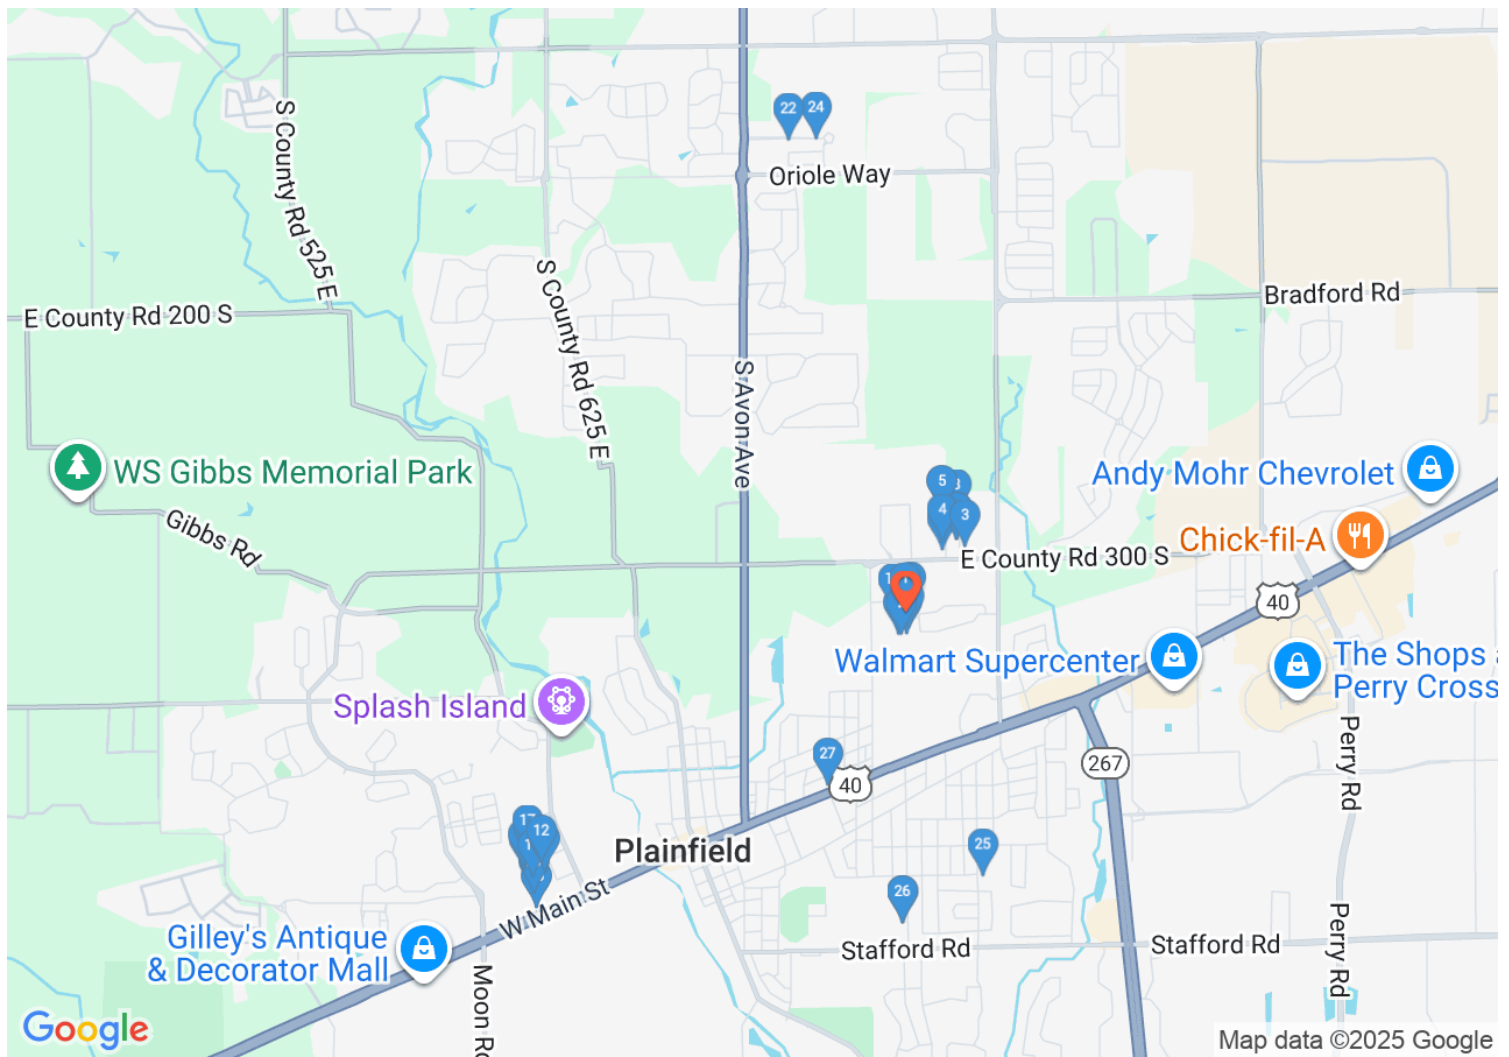 22
24
Oriole Way
S County Rd 525 E
S County Rd 625 E
Bradford Rd
E County Rd 200 S
S Avon Ave
WS Gibbs Memorial Park
Gibbs Rd
Andy Mohr Chevrolet
5
4
3
Chick-fil-A
E County Rd 300 S
40
Walmart Supercenter
The Shops
Perry Cross
Splash Island
Perry Rd
27
40
267
12
Plainfield
25
26
W Main St
Gilley's Antique
& Decorator Mall
Moon
Stafford Rd
Stafford Rd
Perry Rd
Google
Map data ©2025 Google